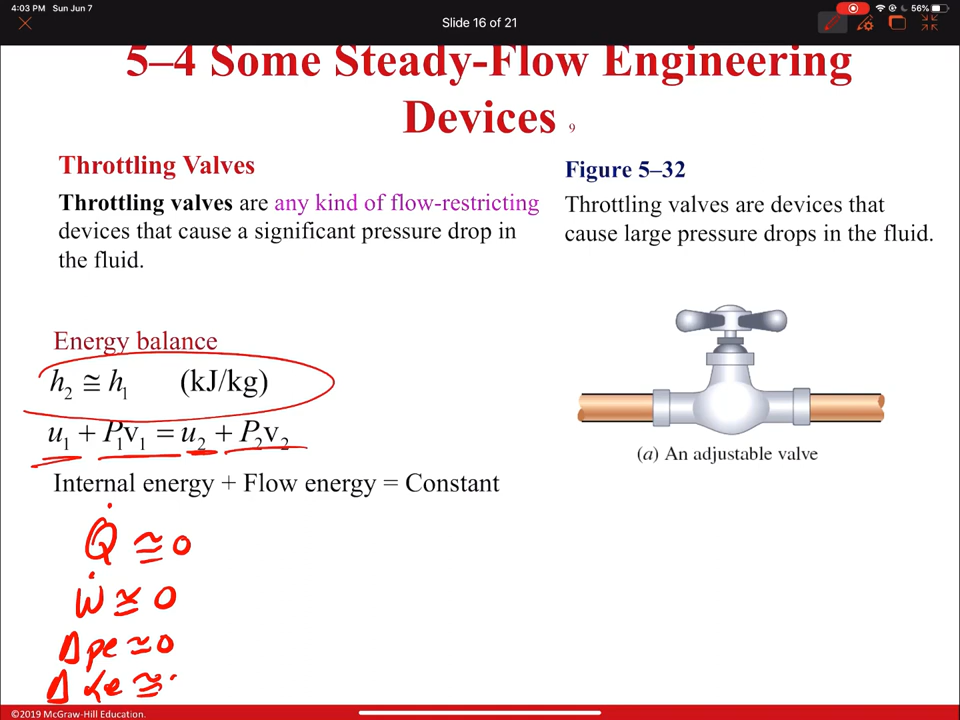 4:03 PM Sun Jun 7
56%
Slide 16 of 21
5–4 Some Steady-Flow Engineering
Devices 9
Throttling Valves
Throttling valves are any kind of flow-restricting
devices that cause a significant pressure drop in
the fluid.
Energy balance
h₂ ≅ h₁ (kJ/kg)
u₁ + P₁v₁ = u₂ + P₂v₂
Internal energy + Flow energy = Constant
Q̇ ≅ 0
Ẇ ≅ 0
Δpe ≅ 0
Δke ≅
Figure 5–32
Throttling valves are devices that
cause large pressure drops in the fluid.
(a) An adjustable valve
©2019 McGraw-Hill Education.